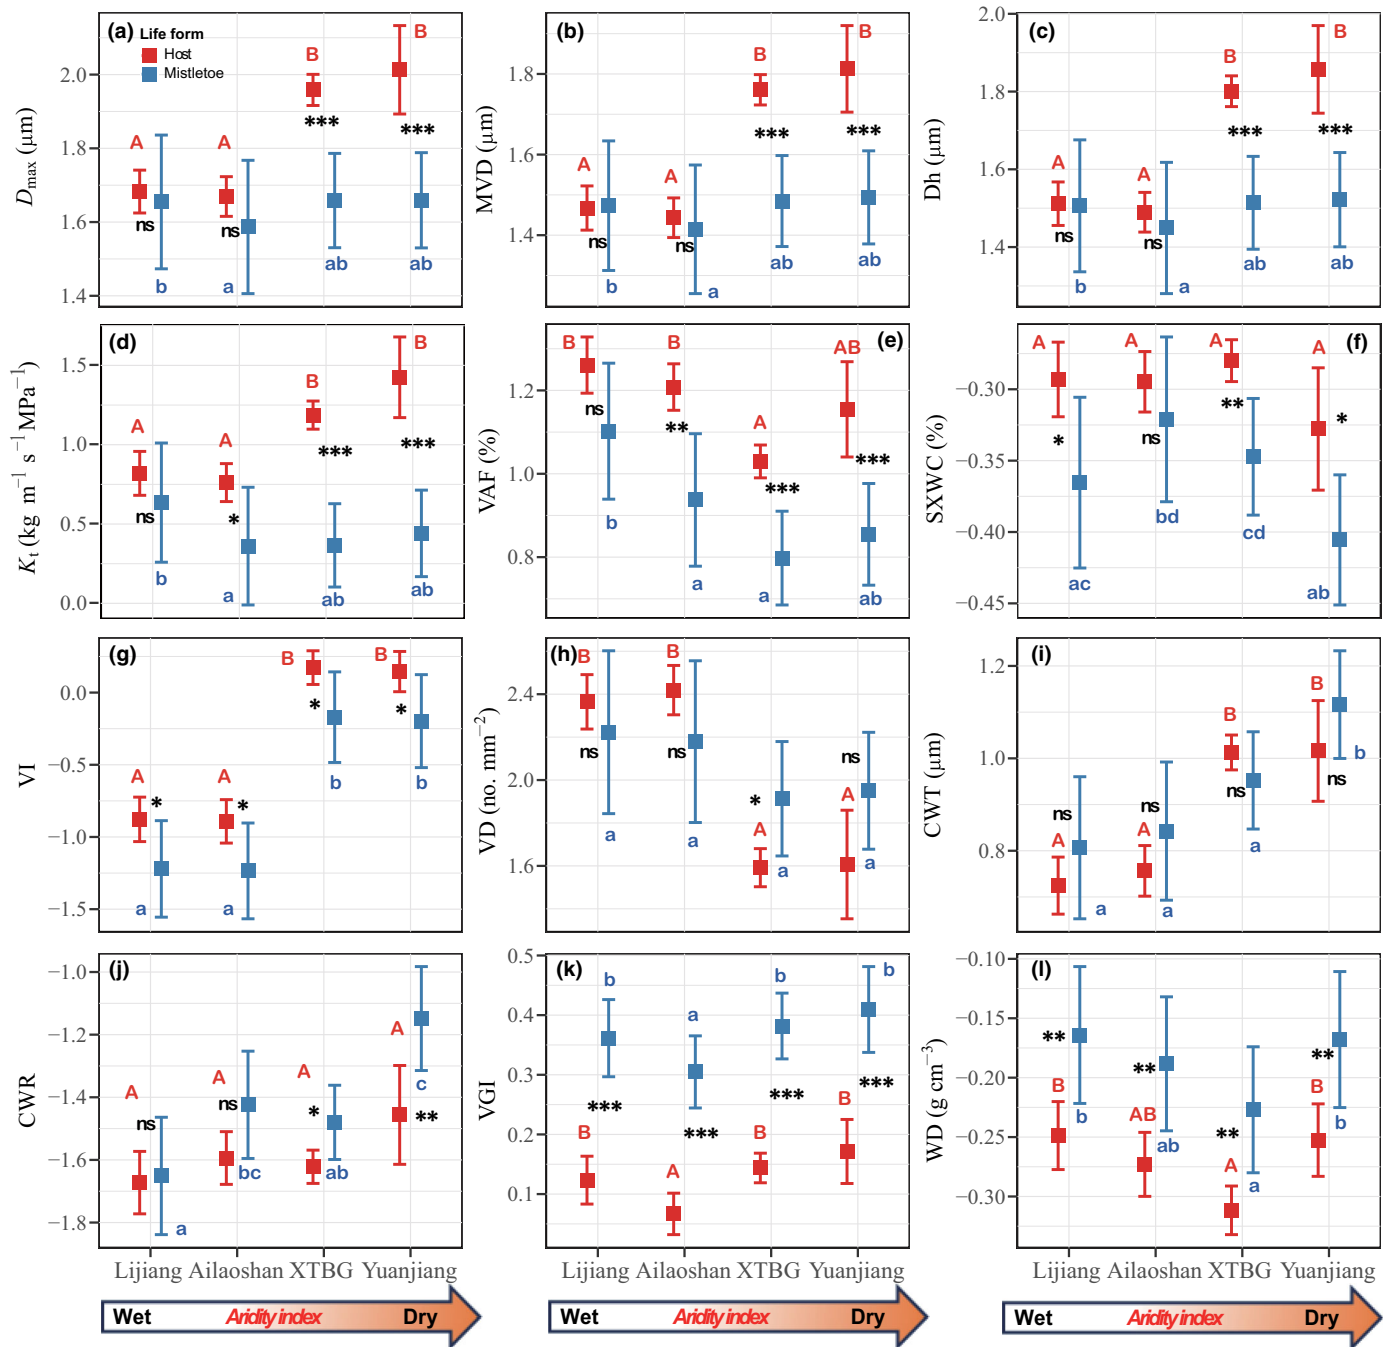 (a) Life form
Host
Mistletoe
D_max (μm)
2.0
1.8
1.6
1.4
A A B B
ns ns *** ***
b a ab ab
(b)
MVD (μm)
1.8
1.6
1.4
A A B B
ns ns *** ***
b a ab ab
(c)
Dh (μm)
2.0
1.8
1.6
1.4
A A B B
ns ns *** ***
b a ab ab
(d)
K_t (kg m⁻¹ s⁻¹ MPa⁻¹)
1.5
1.0
0.5
0.0
A A B B
ns * *** ***
b a ab ab
(e)
VAF (%)
1.2
1.0
0.8
B B A AB
ns ** *** ***
b a a ab
(f)
SXWC (%)
−0.30
−0.35
−0.40
−0.45
A A A A
* ns ** *
ac bd cd ab
(g)
VI
0.0
−0.5
−1.0
−1.5
A A B B
* * * *
a a b b
(h)
VD (no. mm⁻²)
2.4
2.0
1.6
B B A A
ns ns * ns
a a a a
(i)
CWT (μm)
1.2
1.0
0.8
A A B B
ns ns ns ns
a a a b
(j)
CWR
−1.0
−1.2
−1.4
−1.6
−1.8
A A A A
ns ns * **
a bc ab c
(k)
VGI
0.5
0.4
0.3
0.2
0.1
b a b b
*** *** *** ***
B A B B
(l)
WD (g cm⁻³)
−0.10
−0.15
−0.20
−0.25
−0.30
** ** ** **
B AB A B
b ab a b
Lijiang Ailaoshan XTBG Yuanjiang
Lijiang Ailaoshan XTBG Yuanjiang
Lijiang Ailaoshan XTBG Yuanjiang
Wet Aridity index Dry
Wet Aridity index Dry
Wet Aridity index Dry